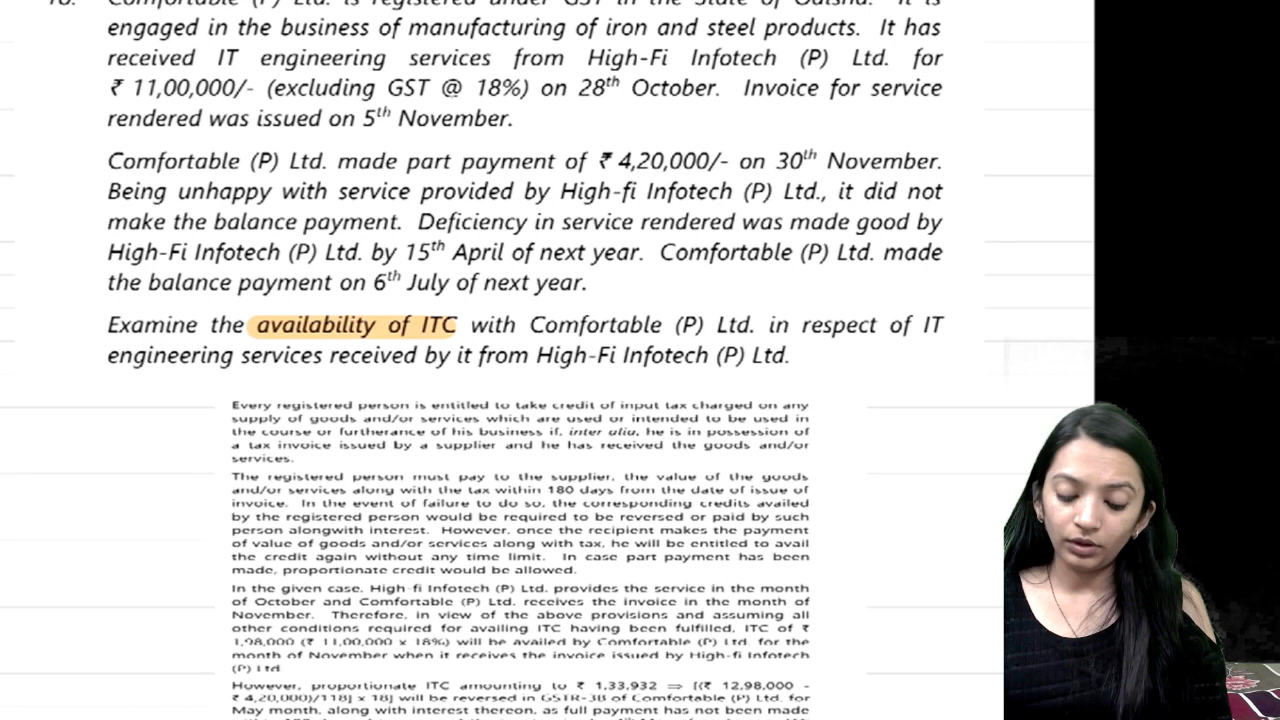 Comfortable (P) Ltd. is registered under GST in the State of Odisha. It is
engaged in the business of manufacturing of iron and steel products. It has
received IT engineering services from High-Fi Infotech (P) Ltd. for
₹ 11,00,000/- (excluding GST @ 18%) on 28th October. Invoice for service
rendered was issued on 5th November.
Comfortable (P) Ltd. made part payment of ₹ 4,20,000/- on 30th November.
Being unhappy with service provided by High-fi Infotech (P) Ltd., it did not
make the balance payment. Deficiency in service rendered was made good by
High-Fi Infotech (P) Ltd. by 15th April of next year. Comfortable (P) Ltd. made
the balance payment on 6th July of next year.
Examine the availability of ITC with Comfortable (P) Ltd. in respect of IT
engineering services received by it from High-Fi Infotech (P) Ltd.
Every registered person is entitled to take credit of input tax charged on any
supply of goods and/or services which are used or intended to be used in
the course or furtherance of his business if, inter alia, he is in possession of
a tax invoice issued by a supplier and he has received the goods and/or
services.
The registered person must pay to the supplier, the value of the goods
and/or services along with the tax within 180 days from the date of issue of
invoice. In the event of failure to do so, the corresponding credits availed
by the registered person would be required to be reversed or paid by such
person alongwith interest. However, once the recipient makes the payment
of value of goods and/or services along with tax, he will be entitled to avail
the credit again without any time limit. In case part payment has been
made, proportionate credit would be allowed.
In the given case, High-fi Infotech (P) Ltd. provides the service in the month
of October and Comfortable (P) Ltd. receives the invoice in the month of
November. Therefore, in view of the above provisions and assuming all
other conditions required for availing ITC having been fulfilled, ITC of ₹
1,98,000 (₹ 11,00,000 x 18%) will be availed by Comfortable (P) Ltd. for the
month of November when it receives the invoice issued by High-fi Infotech
(P) Ltd
However, proportionate ITC amounting to ₹ 1,33,932 ⇒ [(₹ 12,98,000 -
₹ 4,20,000)/118] x 18] will be reversed in GSTR-3B of Comfortable (P) Ltd. for
May month, along with interest thereon, as full payment has not been made